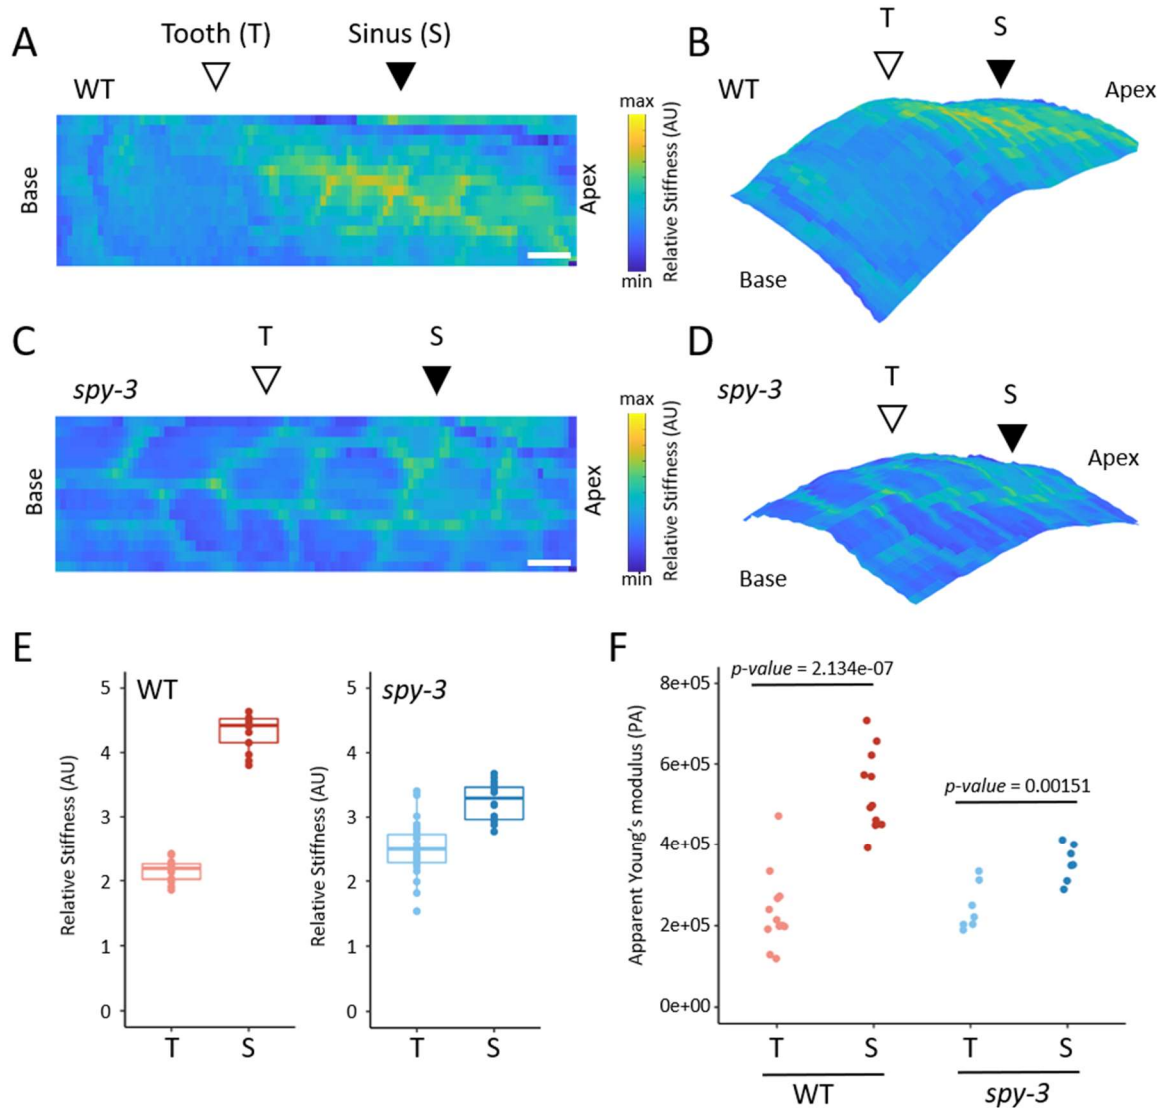 A
Tooth (T)
Sinus (S)
WT
Base
Apex
max
Relative Stiffness (AU)
min
B
T
S
WT
Apex
Base
C
T
S
spy-3
Base
Apex
max
Relative Stiffness (AU)
min
D
T
S
spy-3
Apex
Base
E
WT
Relative Stiffness (AU)
5
4
3
2
1
0
T
S
spy-3
Relative Stiffness (AU)
5
4
3
2
1
0
T
S
F
Apparent Young's modulus (PA)
8e+05
6e+05
4e+05
2e+05
0e+00
p-value = 2.134e-07
p-value = 0.00151
T
S
T
S
WT
spy-3